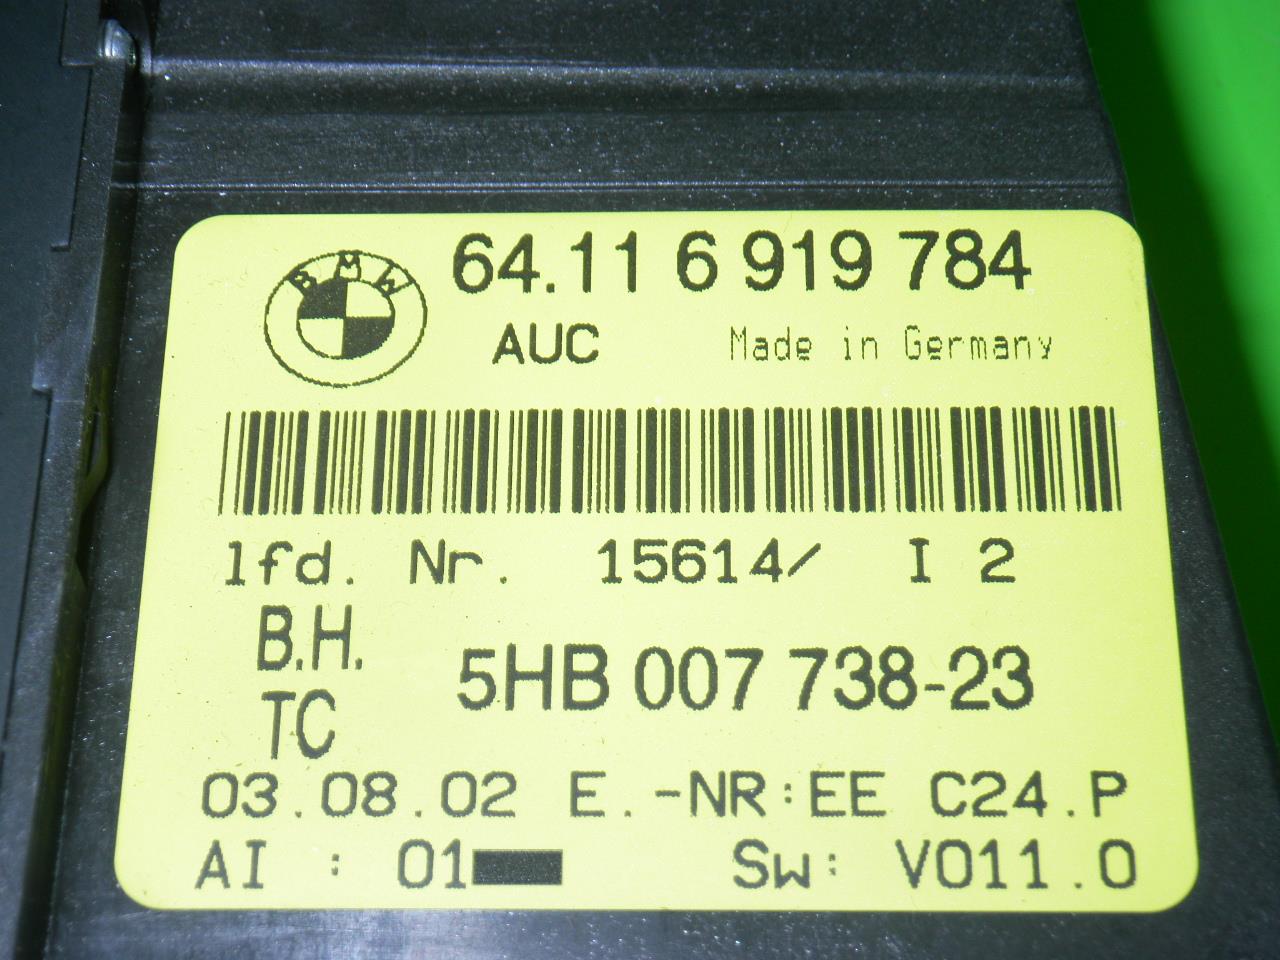 BMW 64.11 6 919 784
AUC Made in Germany
lfd. Nr. 15614/ I 2
B.H.
TC 5HB 007 738-23
03.08.02 E.-NR:EE C24.P
AI : 01 Sw: V011.0